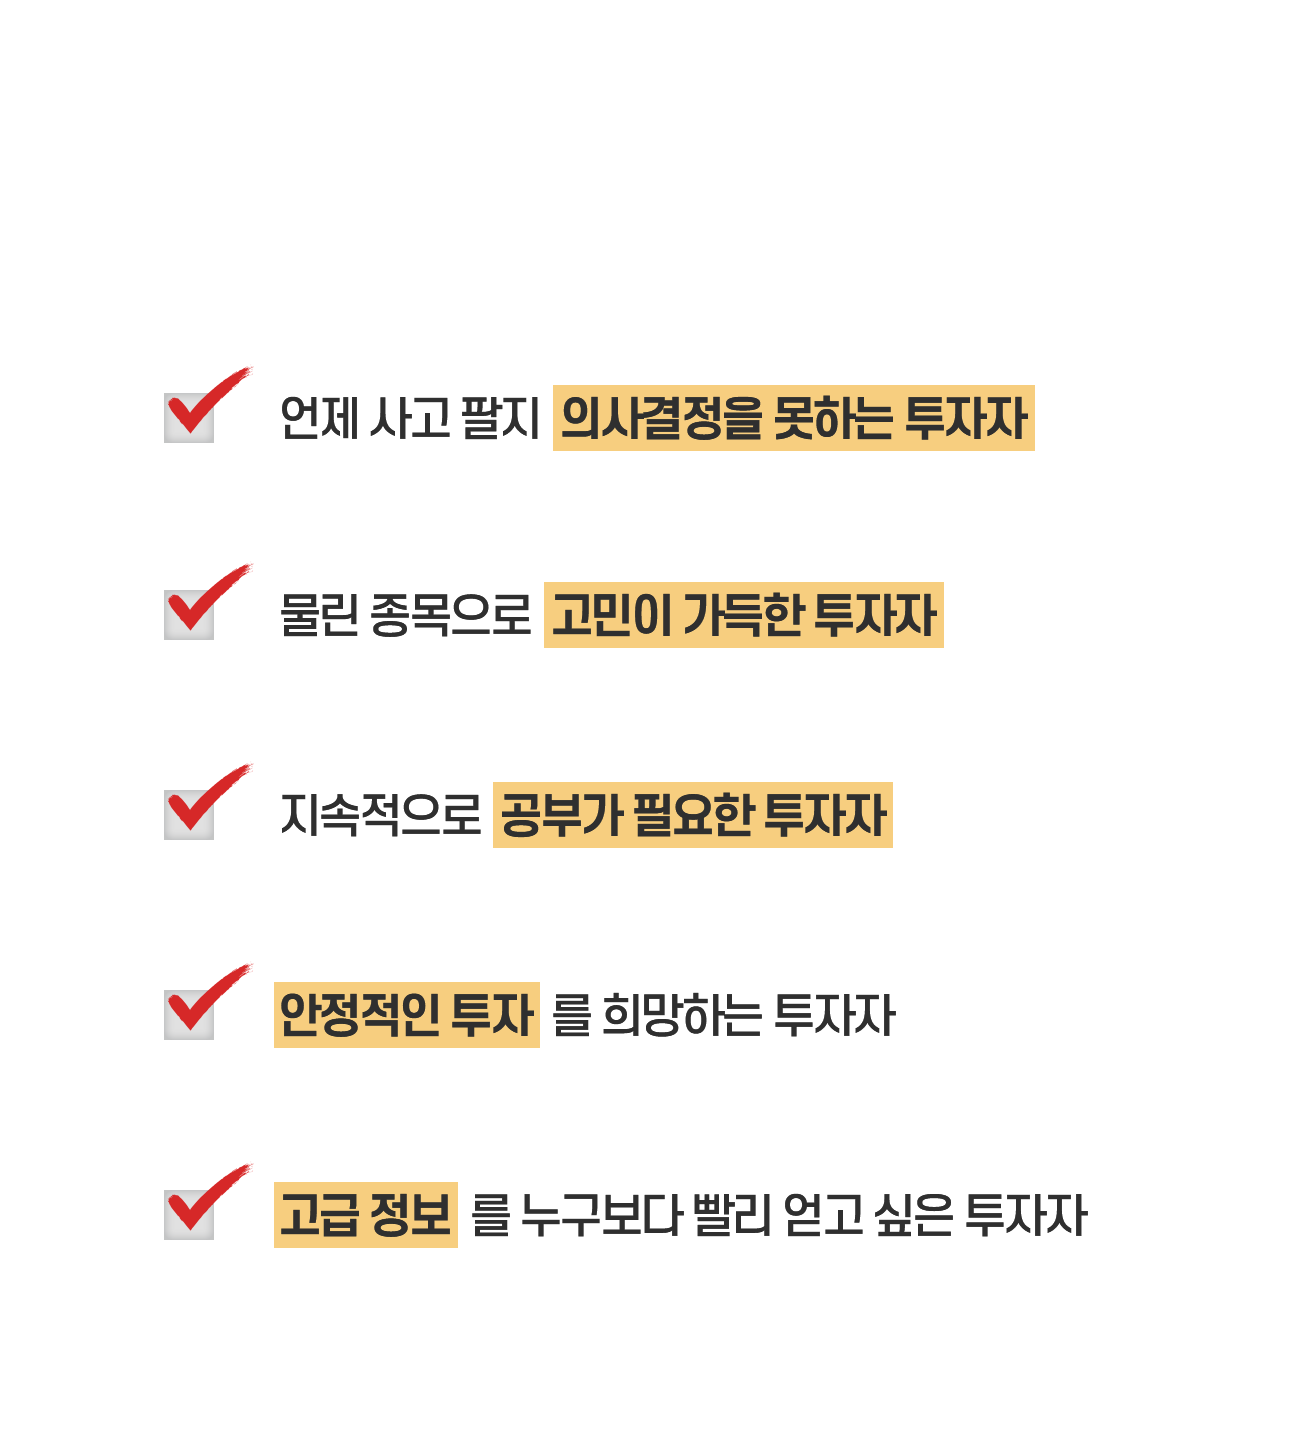 언제 사고 팔지 의사결정을 못하는 투자자
물린 종목으로 고민이 가득한 투자자
지속적으로 공부가 필요한 투자자
안정적인 투자를 희망하는 투자자
고급 정보를 누구보다 빨리 얻고 싶은 투자자